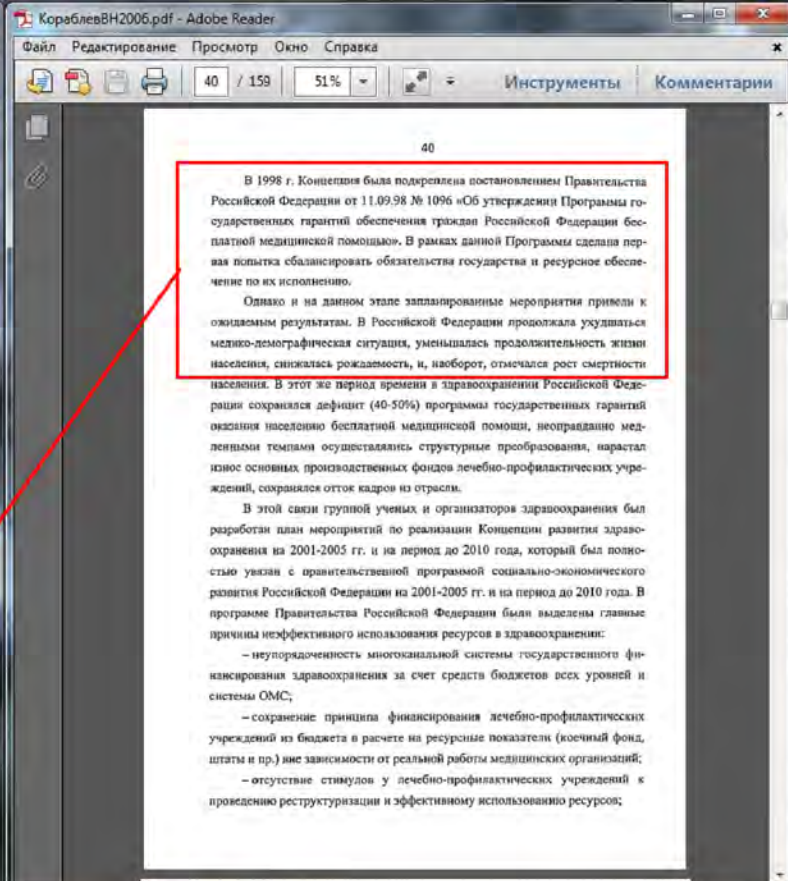 КораблевВН2006.pdf - Adobe Reader
Файл Редактирование Просмотр Окно Справка
40 / 159 51% Инструменты Комментарии
40
В 1998 г. Концепция была подкреплена постановлением Правительства
Российской Федерации от 11.09.98 № 1096 «Об утверждении Программы го-
сударственных гарантий обеспечения граждан Российской Федерации бес-
платной медицинской помощью». В рамках данной Программы сделана пер-
вая попытка сбалансировать обязательства государства и ресурсное обеспе-
чение по их исполнению.
Однако и на данном этапе запланированные мероприятия привели к
ожидаемым результатам. В Российской Федерации продолжала ухудшаться
медико-демографическая ситуация, уменьшалась продолжительность жизни
населения, снижалась рождаемость, и, наоборот, отмечался рост смертности
населения. В этот же период времени в здравоохранении Российской Феде-
рации сохранялся дефицит (40-50%) программы государственных гарантий
оказания населению бесплатной медицинской помощи, неоправданно мед-
ленными темпами осуществлялись структурные преобразования, нарастал
износ основных производственных фондов лечебно-профилактических учре-
ждений, сохранялся отток кадров из отрасли.
В этой связи группой ученых и организаторов здравоохранения был
разработан план мероприятий по реализации Концепции развития здраво-
охранения на 2001-2005 гг. и на период до 2010 года, который был полно-
стью увязан с правительственной программой социально-экономического
развития Российской Федерации на 2001-2005 гг. и на период до 2010 года. В
программе Правительства Российской Федерации были выделены главные
причины неэффективного использования ресурсов в здравоохранении:
– неупорядоченность многоканальной системы государственного фи-
нансирования здравоохранения за счет средств бюджетов всех уровней и
системы ОМС;
– сохранение принципа финансирования лечебно-профилактических
учреждений из бюджета в расчете на ресурсные показатели (коечный фонд,
штаты и пр.) вне зависимости от реальной работы медицинских организаций;
– отсутствие стимулов у лечебно-профилактических учреждений к
проведению реструктуризации и эффективному использованию ресурсов;